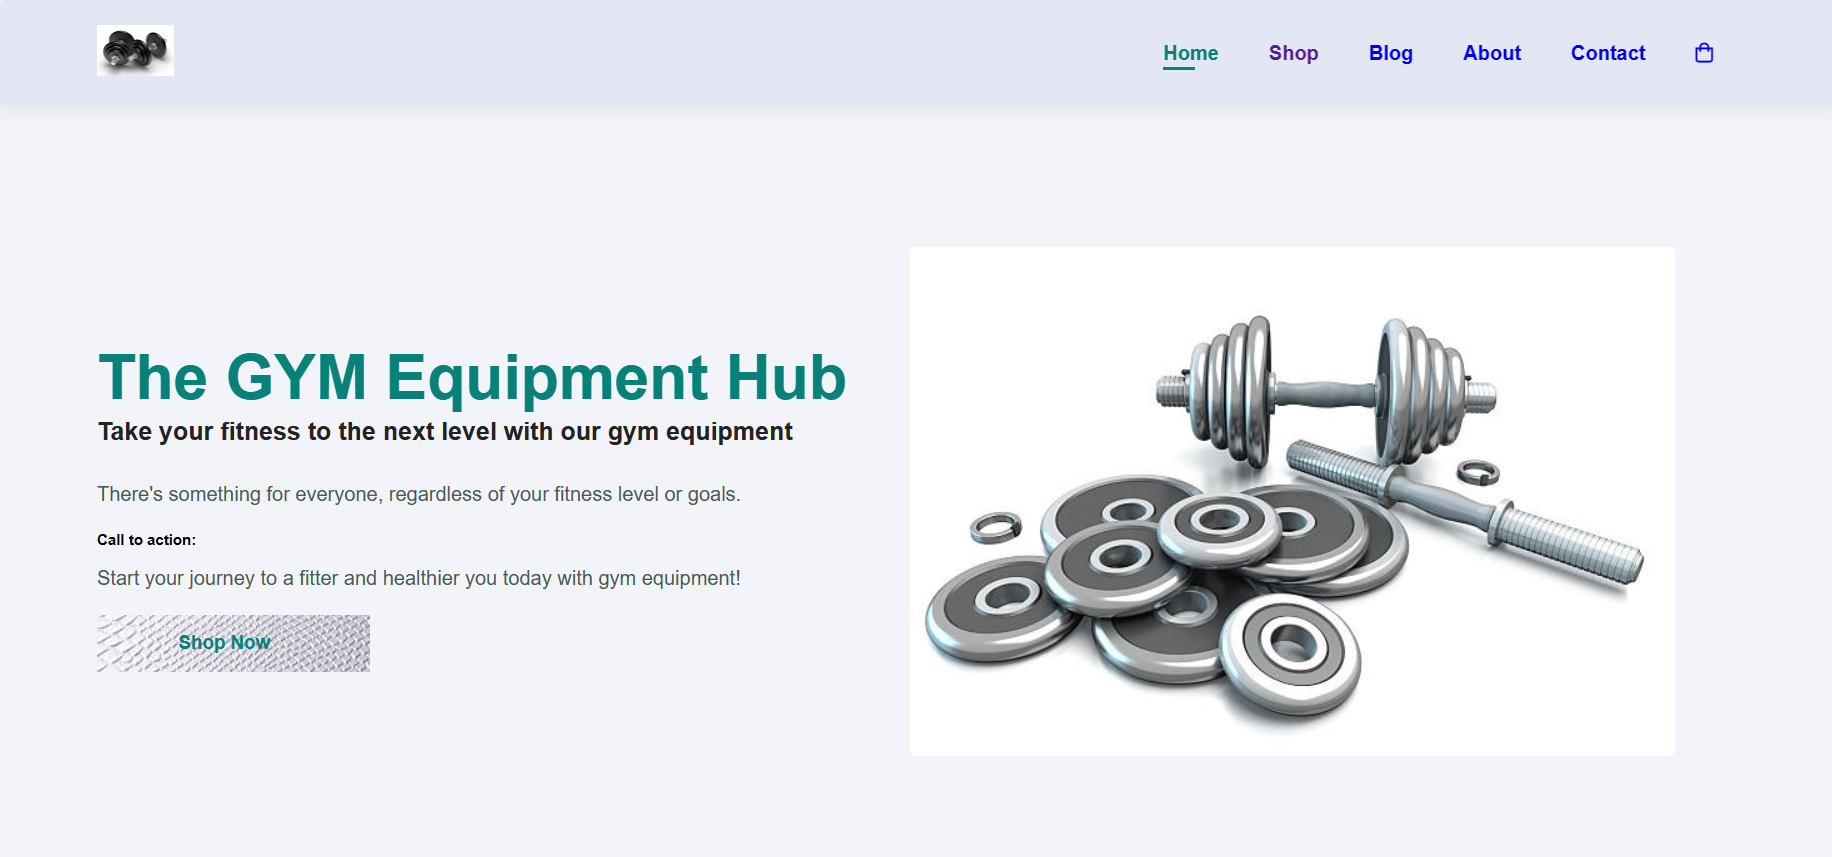 Home Shop Blog About Contact
The GYM Equipment Hub
Take your fitness to the next level with our gym equipment
There's something for everyone, regardless of your fitness level or goals.
Call to action:
Start your journey to a fitter and healthier you today with gym equipment!
Shop Now